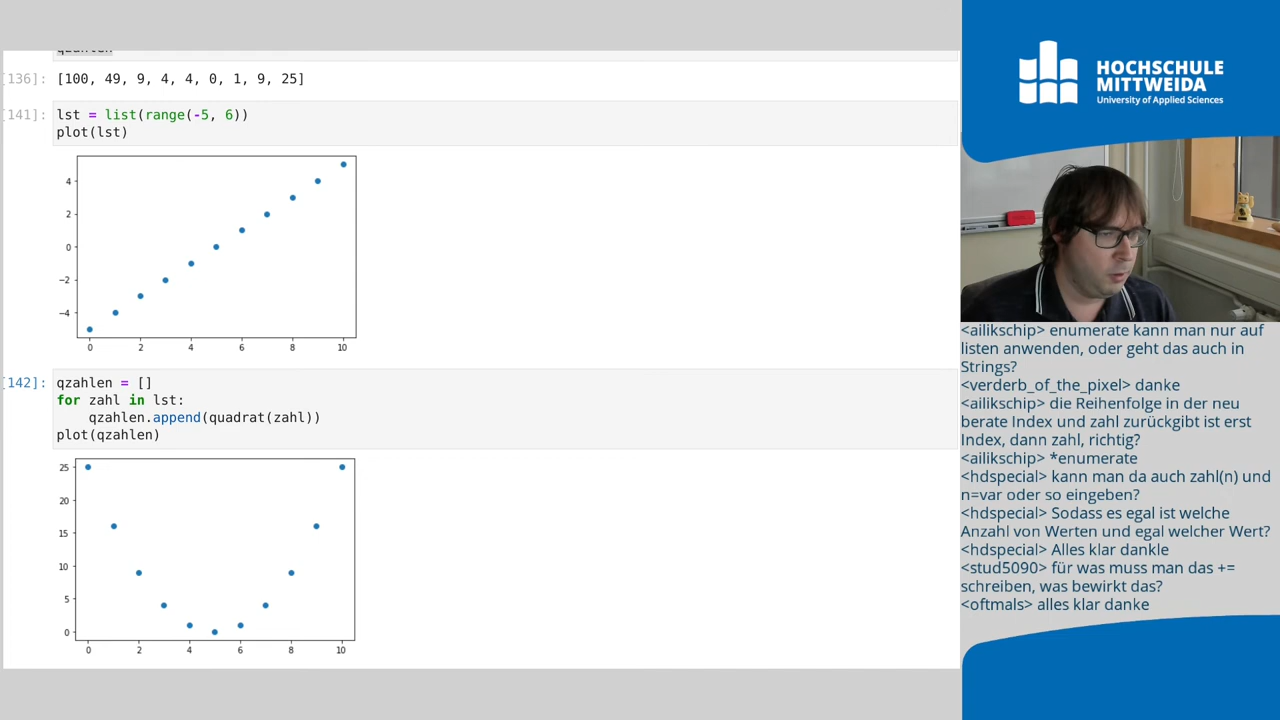 qzahlen
[136]: [100, 49, 9, 4, 4, 0, 1, 9, 25]
[141]: lst = list(range(-5, 6))
plot(lst)
4
2
0
−2
−4
0 2 4 6 8 10
[142]: qzahlen = []
for zahl in lst:
qzahlen.append(quadrat(zahl))
plot(qzahlen)
25
20
15
10
5
0
0 2 4 6 8 10
HOCHSCHULE
MITTWEIDA
University of Applied Sciences
<ailikschip> enumerate kann man nur auf
listen anwenden, oder geht das auch in
Strings?
<verderb_of_the_pixel> danke
<ailikschip> die Reihenfolge in der neu
berate Index und zahl zurückgibt ist erst
Index, dann zahl, richtig?
<ailikschip> *enumerate
<hdspecial> kann man da auch zahl(n) und
n=var oder so eingeben?
<hdspecial> Sodass es egal ist welche
Anzahl von Werten und egal welcher Wert?
<hdspecial> Alles klar dankle
<stud5090> für was muss man das +=
schreiben, was bewirkt das?
<oftmals> alles klar danke